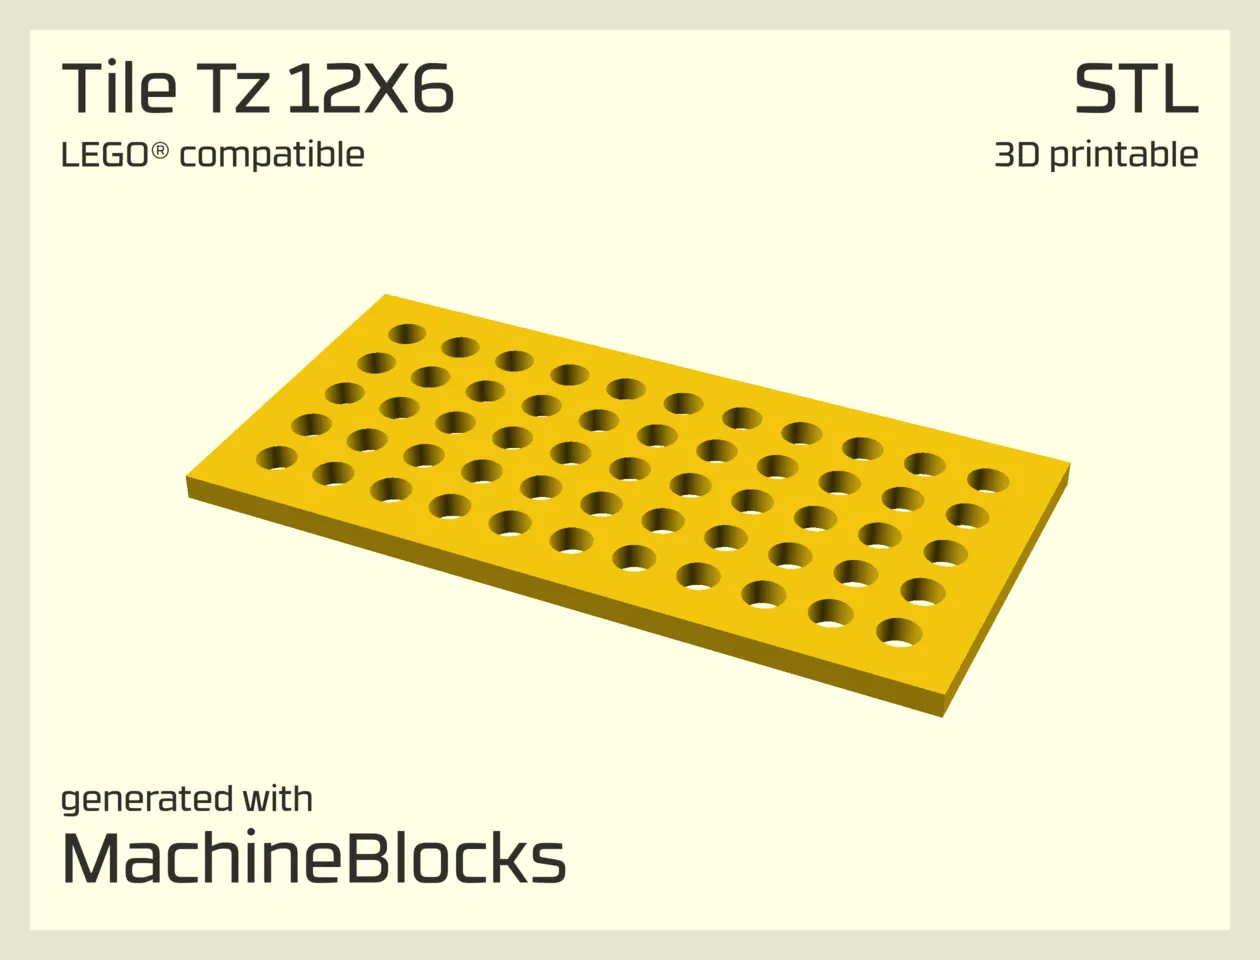 Tile Tz 12X6
LEGO® compatible
STL
3D printable
generated with
MachineBlocks